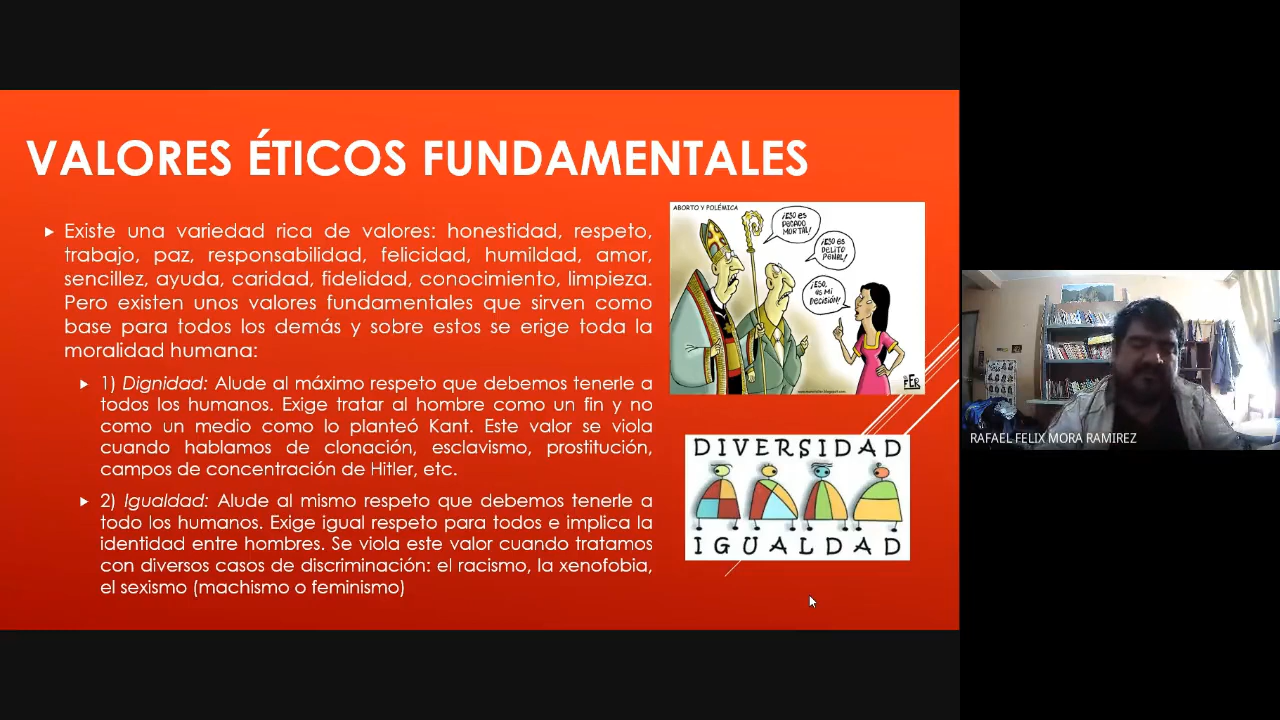 VALORES ÉTICOS FUNDAMENTALES
Existe una variedad rica de valores: honestidad, respeto,
trabajo, paz, responsabilidad, felicidad, humildad, amor,
sencillez, ayuda, caridad, fidelidad, conocimiento, limpieza.
Pero existen unos valores fundamentales que sirven como
base para todos los demás y sobre estos se erige toda la
moralidad humana:
1) Dignidad: Alude al máximo respeto que debemos tenerle a
todos los humanos. Exige tratar al hombre como un fin y no
como un medio como lo planteó Kant. Este valor se viola
cuando hablamos de clonación, esclavismo, prostitución,
campos de concentración de Hitler, etc.
2) Igualdad: Alude al mismo respeto que debemos tenerle a
todo los humanos. Exige igual respeto para todos e implica la
identidad entre hombres. Se viola este valor cuando tratamos
con diversos casos de discriminación: el racismo, la xenofobia,
el sexismo (machismo o feminismo)
ABORTO Y POLÉMICA
¡ESO ES
PECADO
MORTAL!
¡ESO ES
DELITO
PENAL!
¡ESO,
ES MI
DECISIÓN!
FER
DIVERSIDAD
IGUALDAD
RAFAEL FELIX MORA RAMIREZ